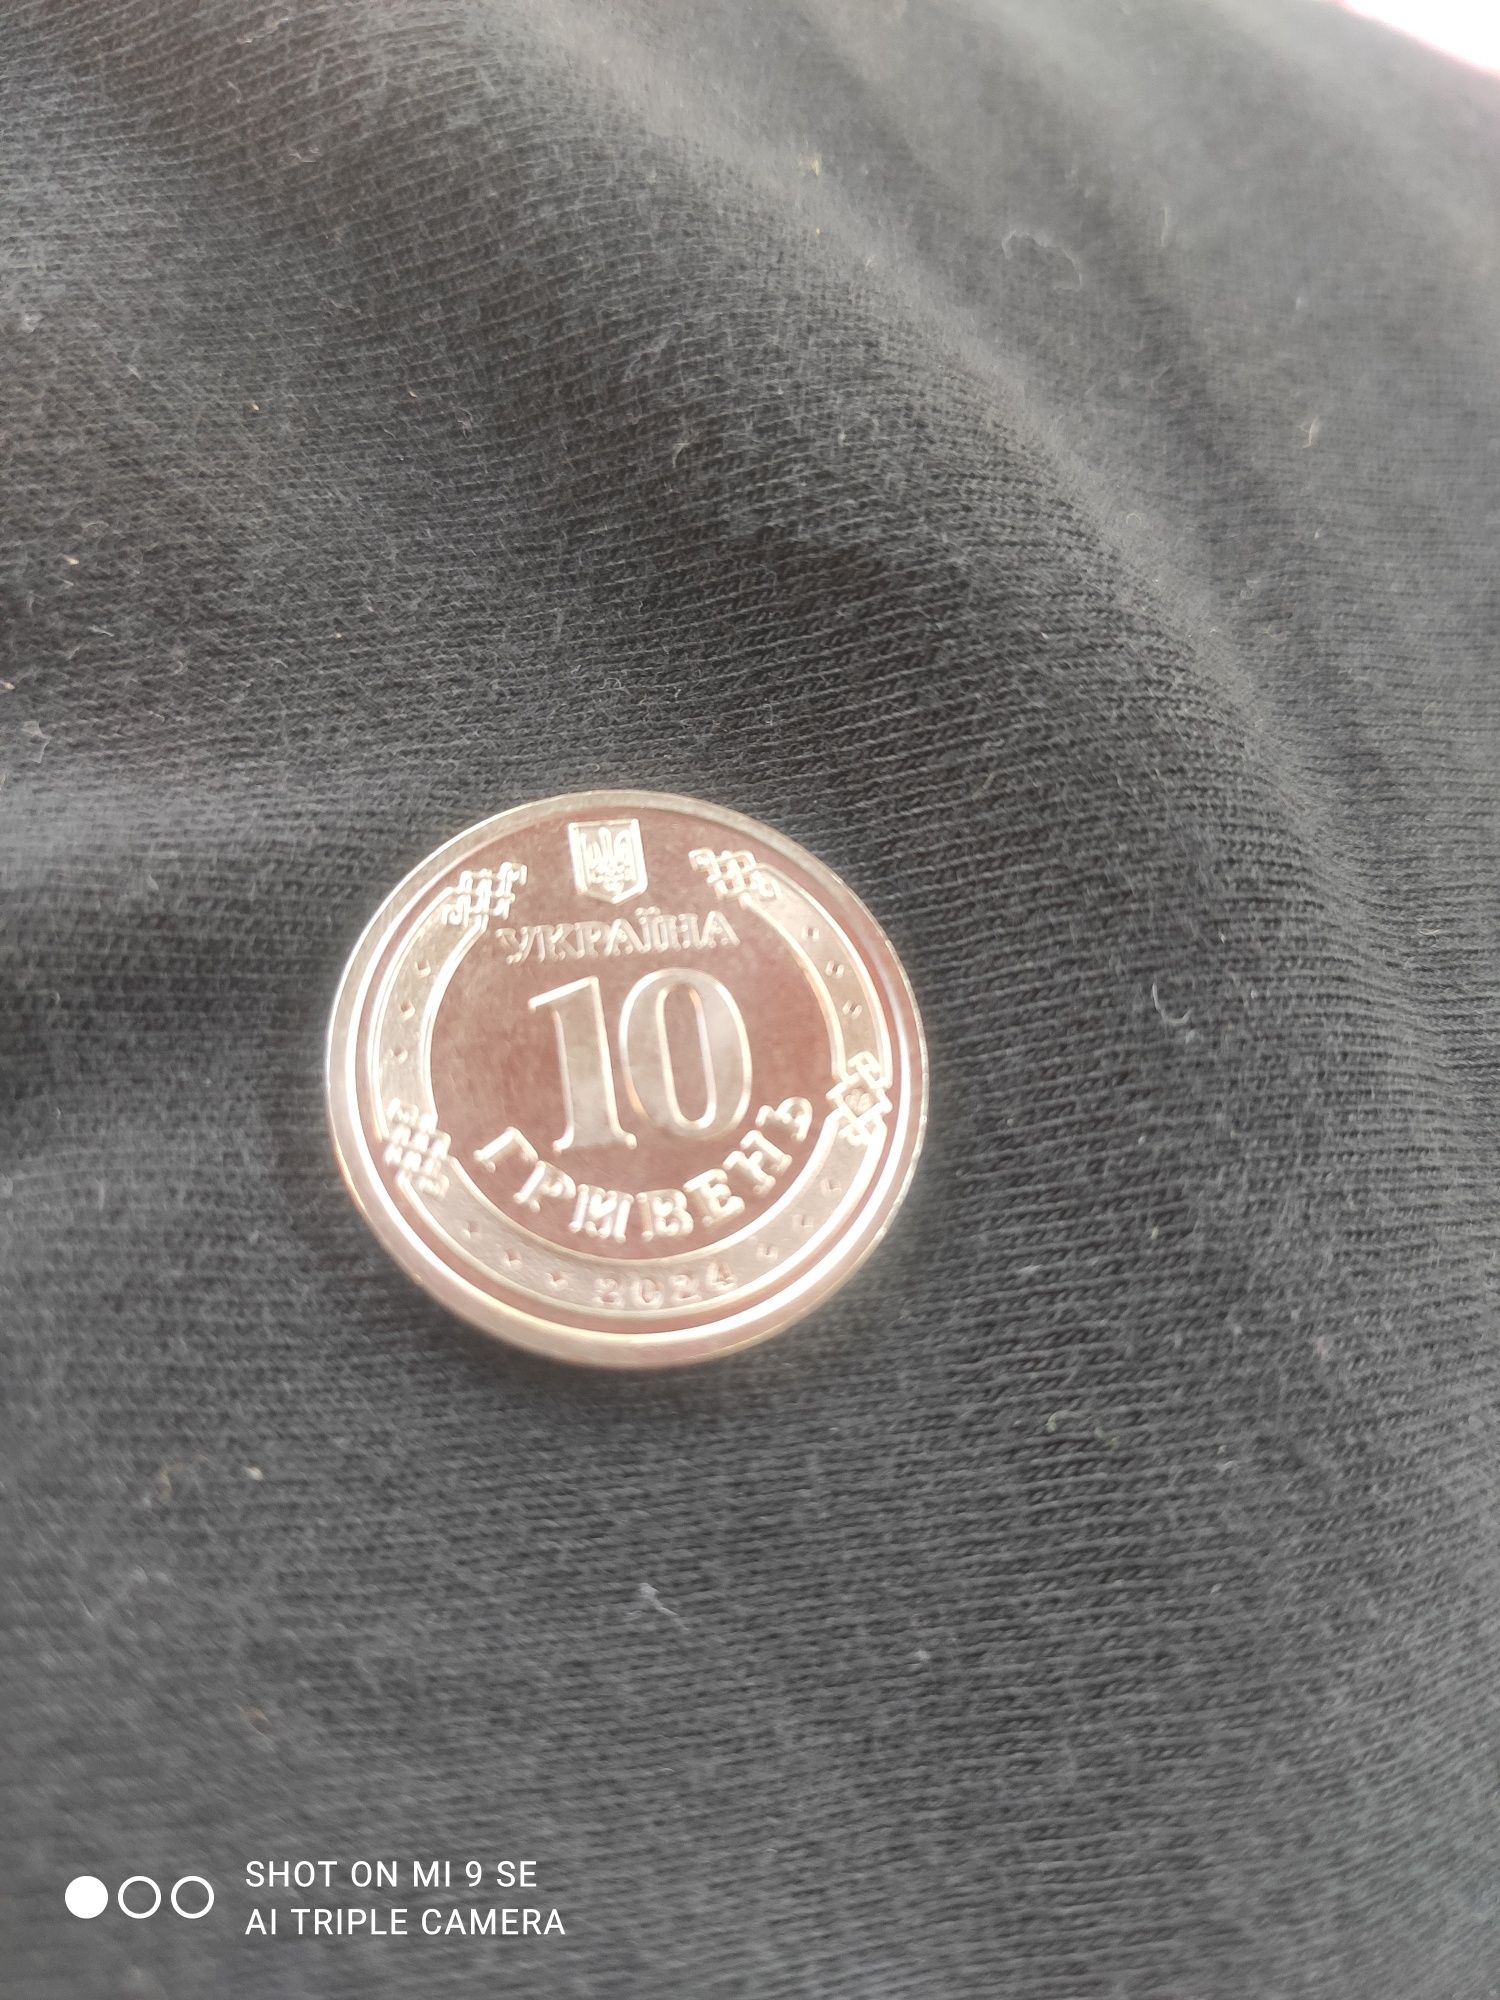 УКРАЇНА
10
ГРИВЕНЬ
2024
SHOT ON MI 9 SE
AI TRIPLE CAMERA